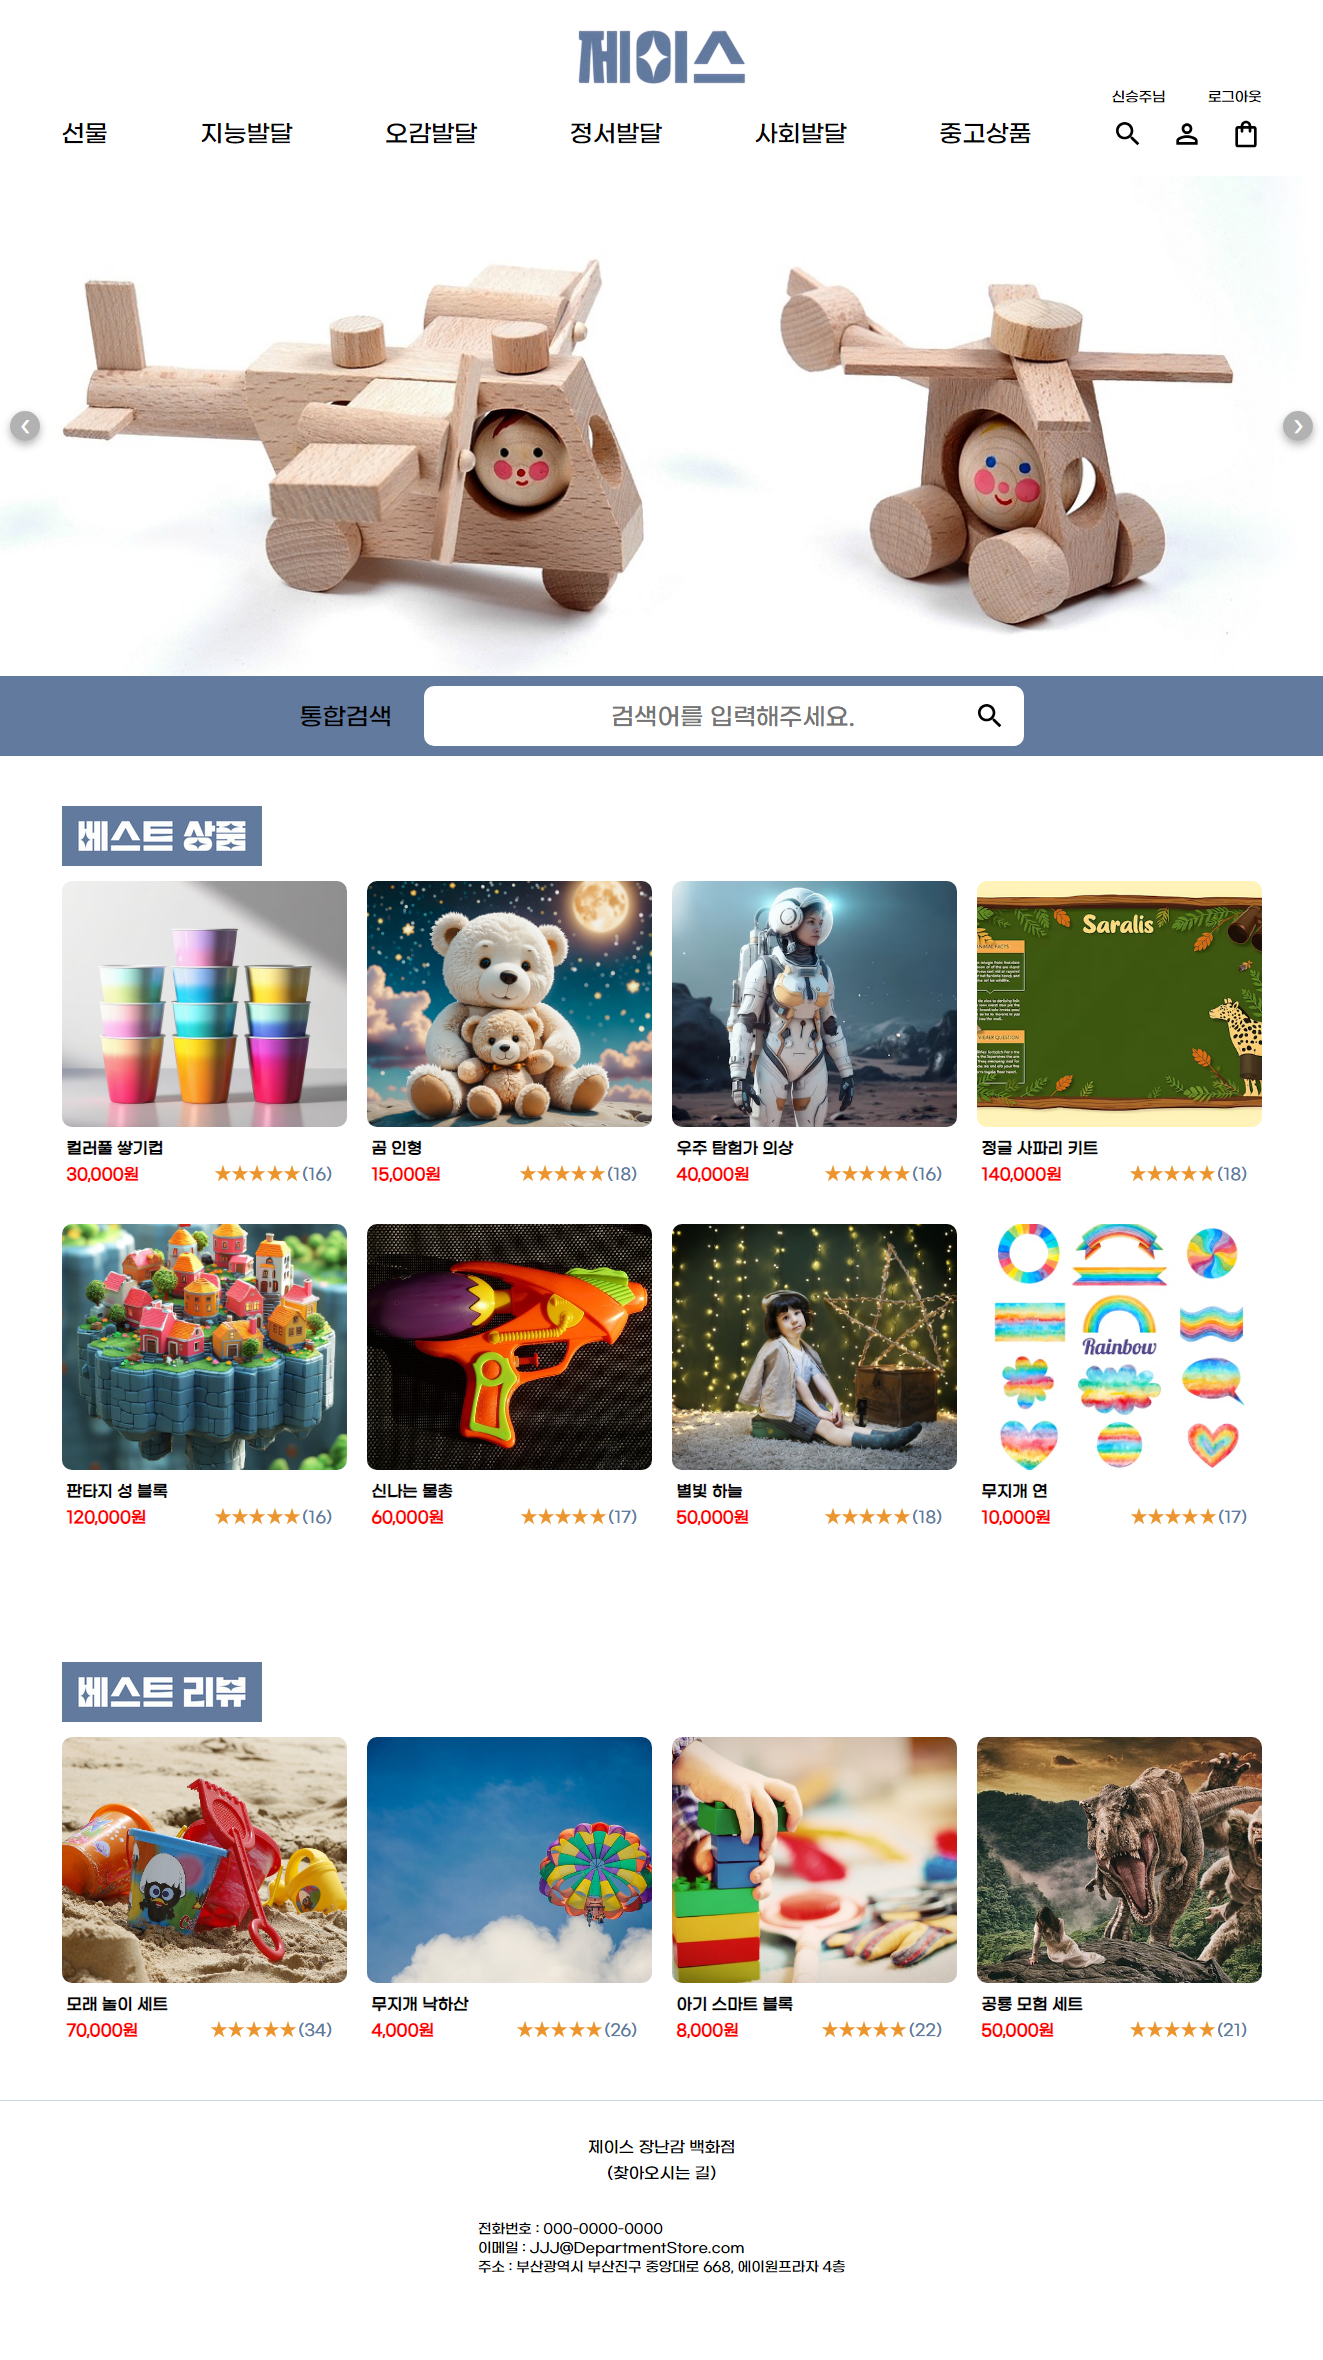 제이스
신승주님 로그아웃
선물 지능발달 오감발달 정서발달 사회발달 중고상품
통합검색 검색어를 입력해주세요.
베스트 상품
Saralis
컬러풀 쌓기컵
30,000원 ★★★★★(16)
곰 인형
15,000원 ★★★★★(18)
우주 탐험가 의상
40,000원 ★★★★★(16)
정글 사파리 키트
140,000원 ★★★★★(18)
Rainbow
판타지 성 블록
120,000원 ★★★★★(16)
신나는 물총
60,000원 ★★★★★(17)
별빛 하늘
50,000원 ★★★★★(18)
무지개 연
10,000원 ★★★★★(17)
베스트 리뷰
모래 놀이 세트
70,000원 ★★★★★(34)
무지개 낙하산
4,000원 ★★★★★(26)
아기 스마트 블록
8,000원 ★★★★★(22)
공룡 모험 세트
50,000원 ★★★★★(21)
제이스 장난감 백화점
(찾아오시는 길)
전화번호 : 000-0000-0000
이메일 : JJJ@DepartmentStore.com
주소 : 부산광역시 부산진구 중앙대로 668, 에이원프라자 4층